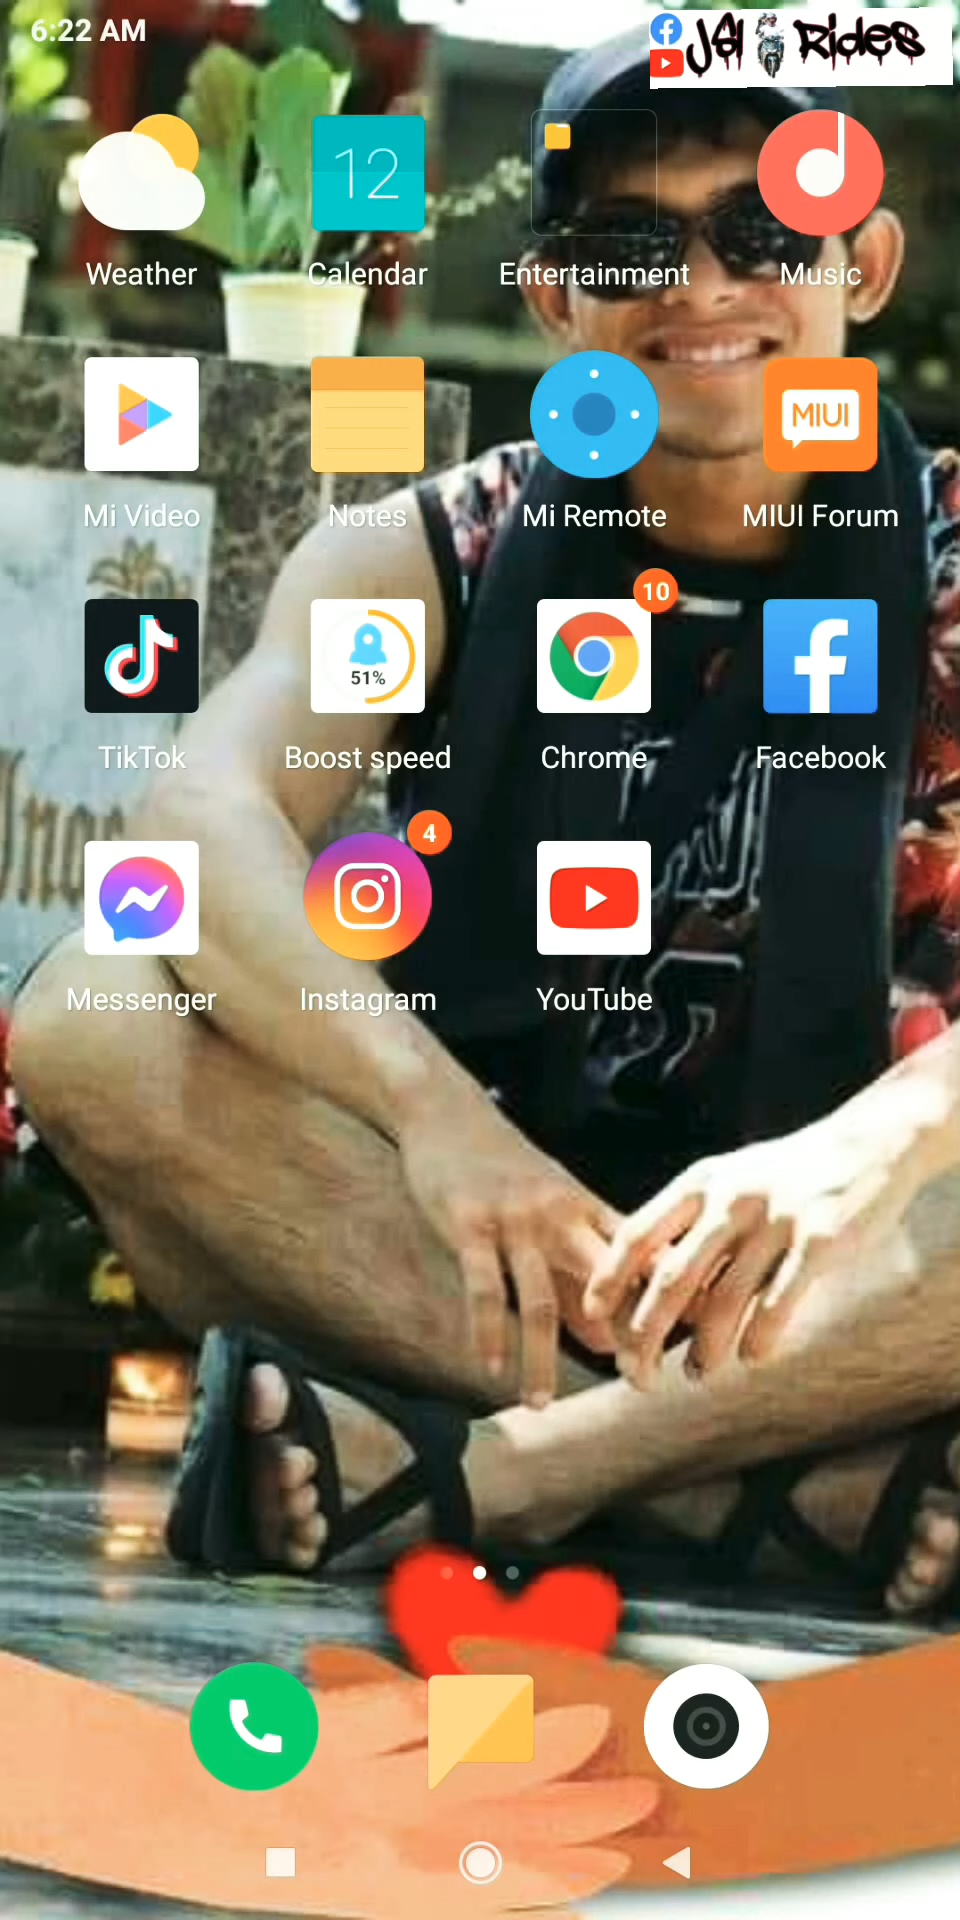 6:22 AM
JSI Rides
12
Weather
Calendar
Entertainment
Music
MIUI
Mi Video
Notes
Mi Remote
MIUI Forum
10
51%
TikTok
Boost speed
Chrome
Facebook
4
Messenger
Instagram
YouTube